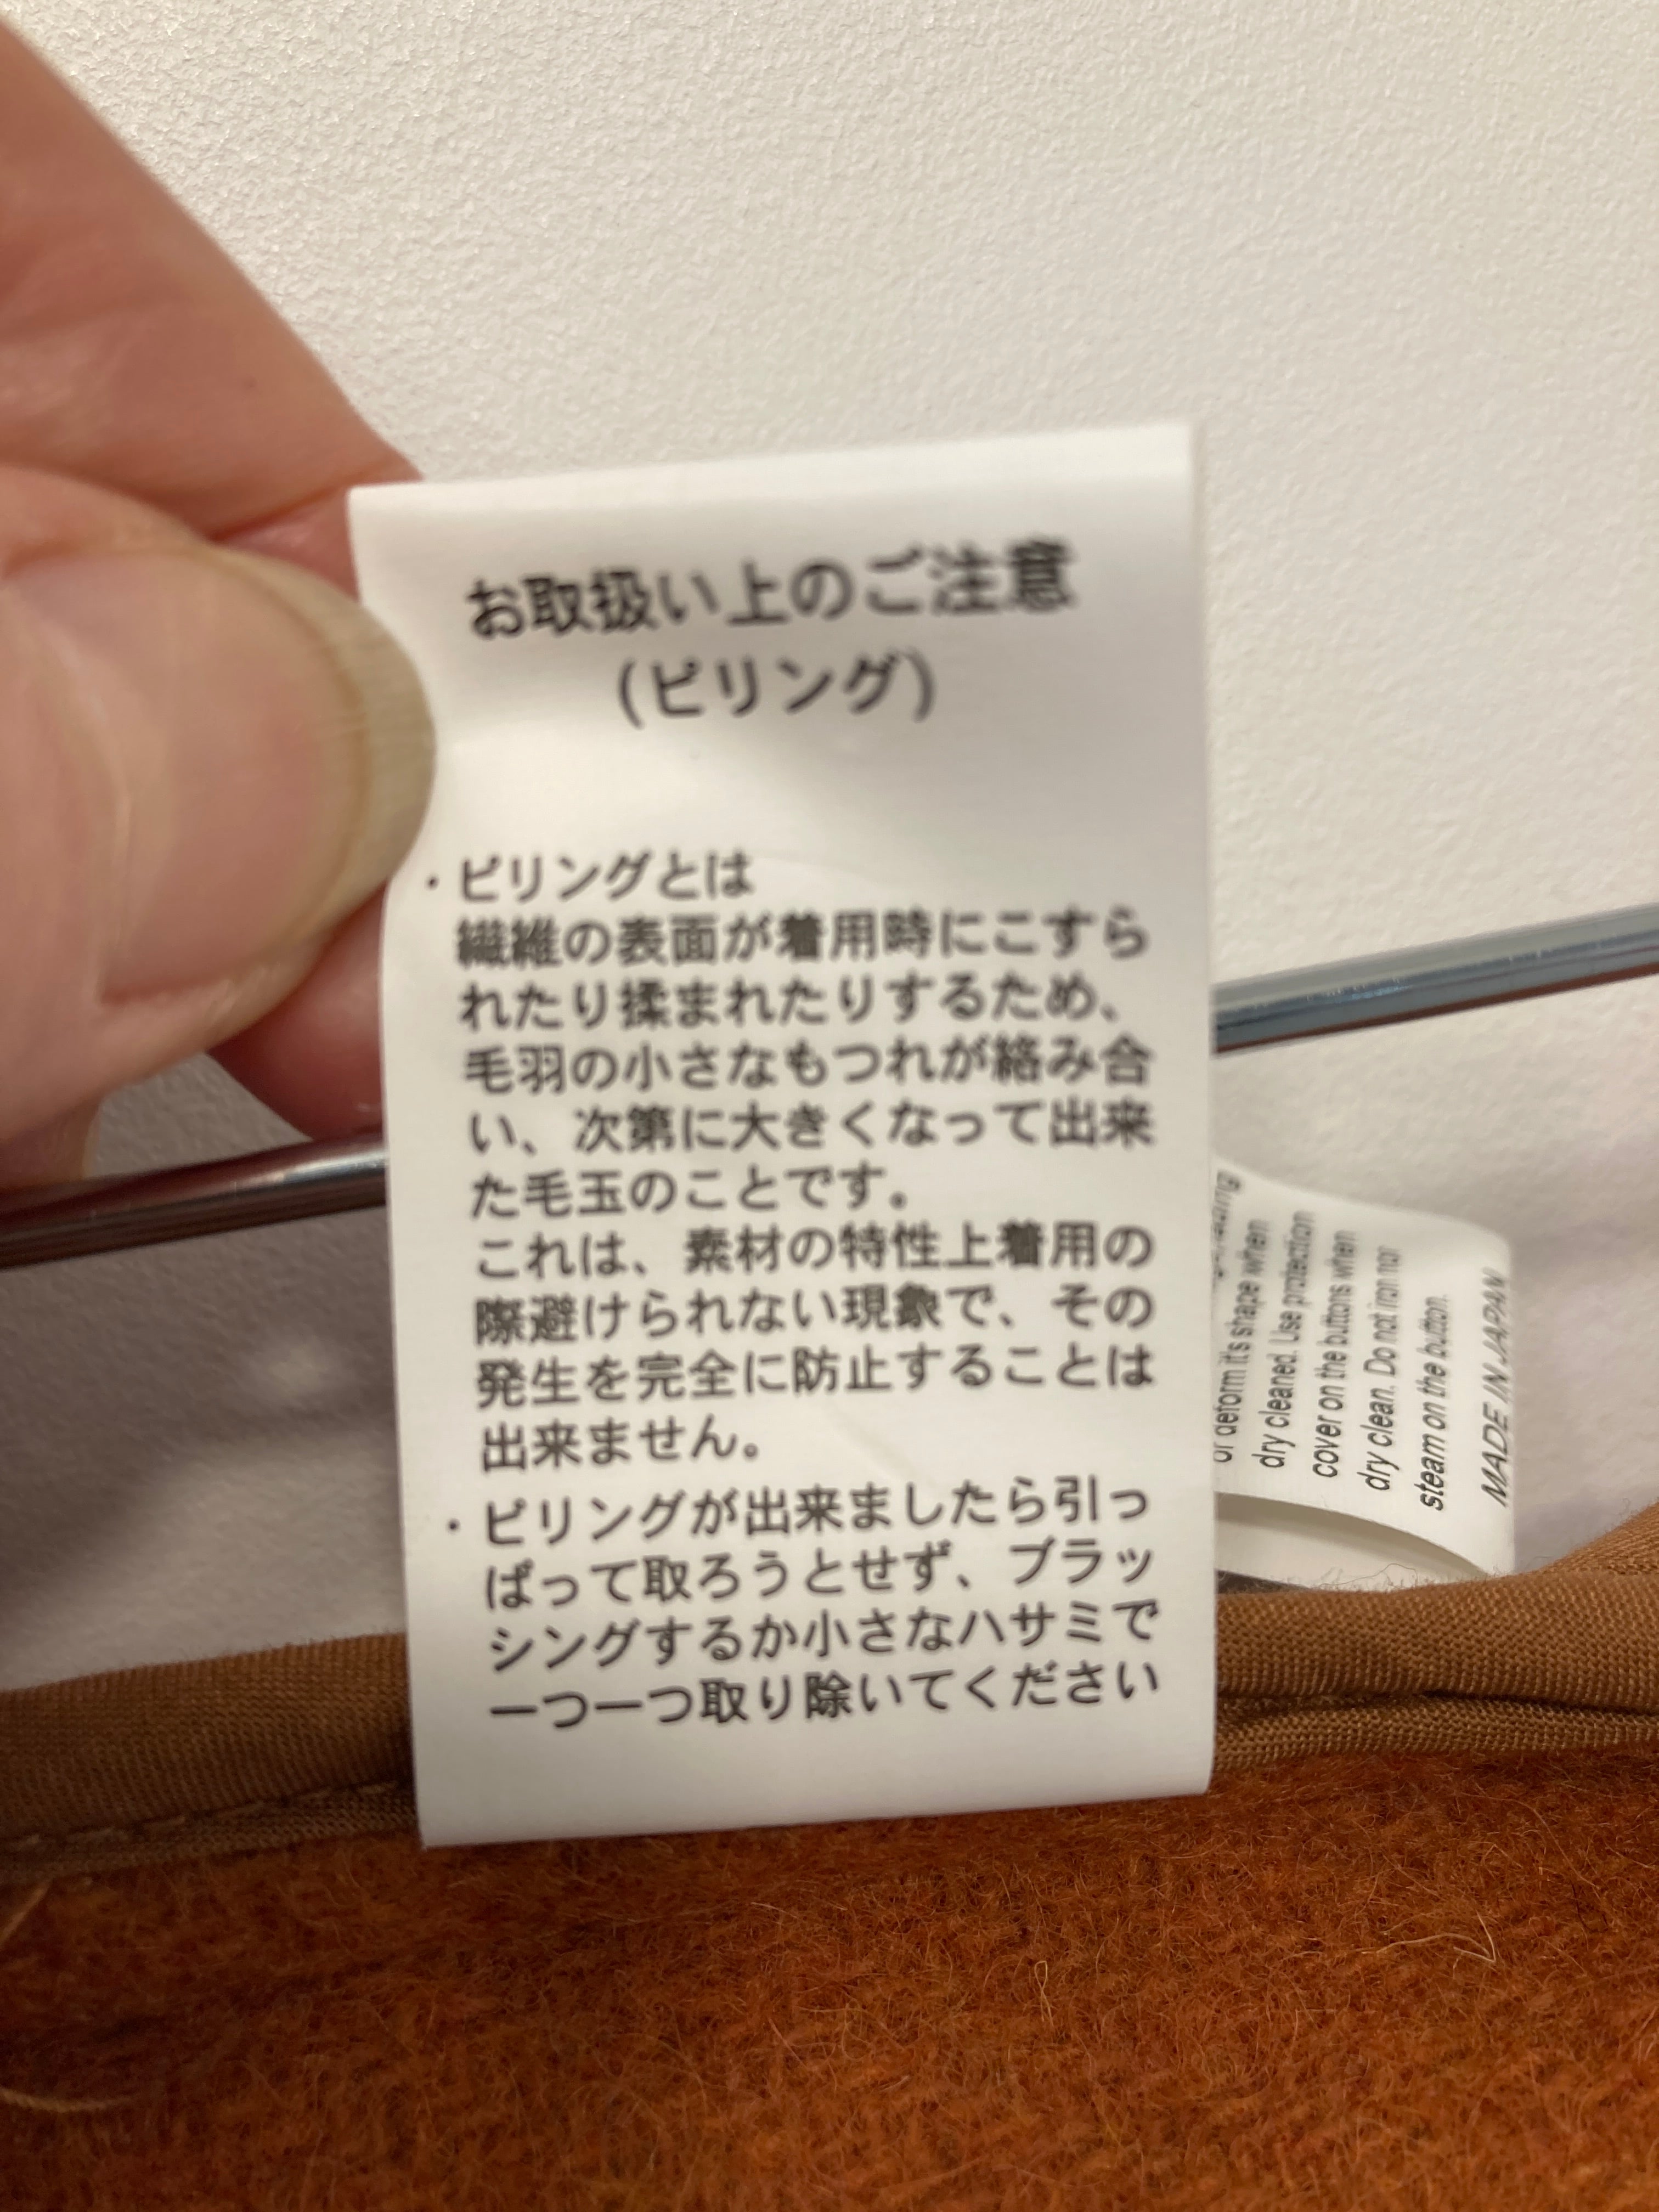 お取扱い上のご注意
(ピリング)
・ピリングとは
繊維の表面が着用時にこすら
れたり揉まれたりするため、
毛羽の小さなもつれが絡み合
い、次第に大きくなって出来
た毛玉のことです。
これは、素材の特性上着用の
際避けられない現象で、その
発生を完全に防止することは
出来ません。
・ピリングが出来ましたら引っ
ぱって取ろうとせず、ブラッ
シングするか小さなハサミで
一つ一つ取り除いてください
or deform it's shape when
dry cleaned. Use protection
cover on the buttons when
dry clean. Do not iron nor
steam on the button.
MADE IN JAPAN